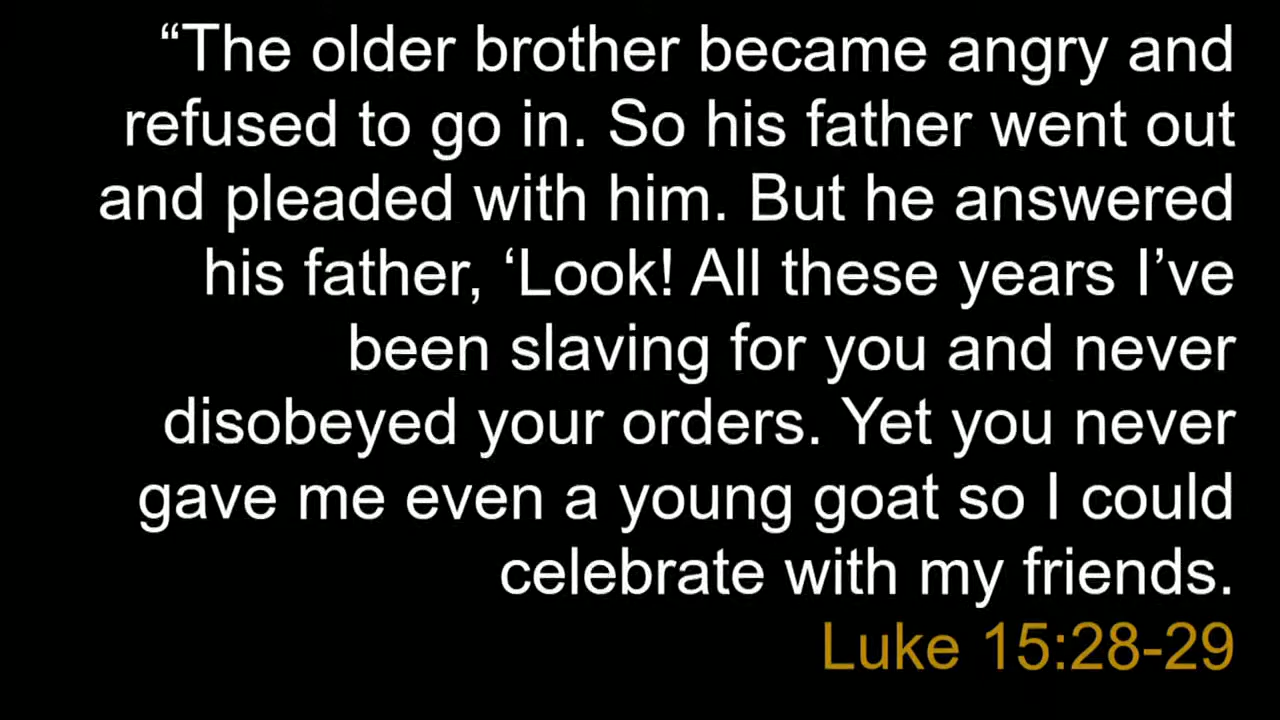 “The older brother became angry and
refused to go in. So his father went out
and pleaded with him. But he answered
his father, ‘Look! All these years I’ve
been slaving for you and never
disobeyed your orders. Yet you never
gave me even a young goat so I could
celebrate with my friends.
Luke 15:28-29